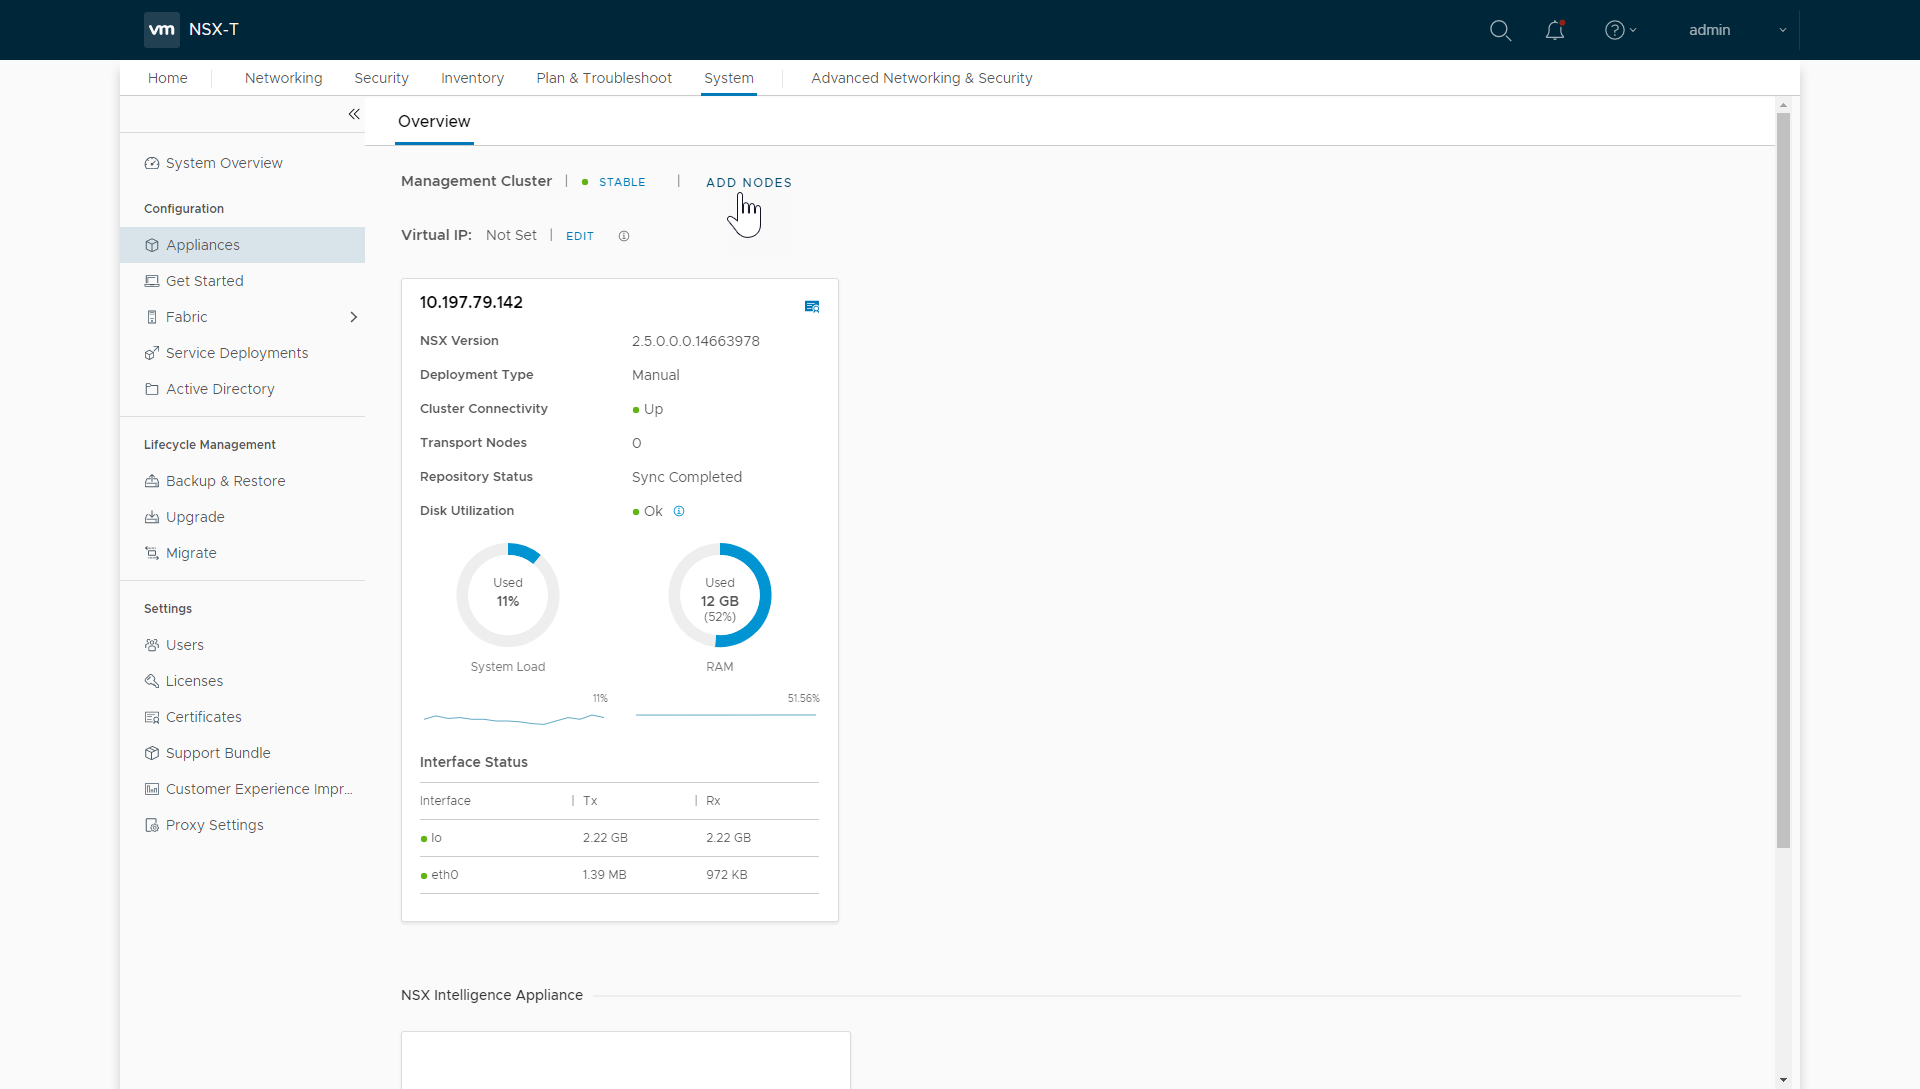 vm NSX-T
admin
Home
Networking
Security
Inventory
Plan & Troubleshoot
System
Advanced Networking & Security
System Overview
Configuration
Appliances
Get Started
Fabric
Service Deployments
Active Directory
Lifecycle Management
Backup & Restore
Upgrade
Migrate
Settings
Users
Licenses
Certificates
Support Bundle
Customer Experience Impr...
Proxy Settings
Overview
Management Cluster | STABLE | ADD NODES
Virtual IP: Not Set | EDIT
10.197.79.142
NSX Version 2.5.0.0.0.14663978
Deployment Type Manual
Cluster Connectivity Up
Transport Nodes 0
Repository Status Sync Completed
Disk Utilization Ok
Used
11%
System Load
11%
Used
12 GB
(52%)
RAM
51.56%
Interface Status
Interface | Tx | Rx
lo 2.22 GB 2.22 GB
eth0 1.39 MB 972 KB
NSX Intelligence Appliance